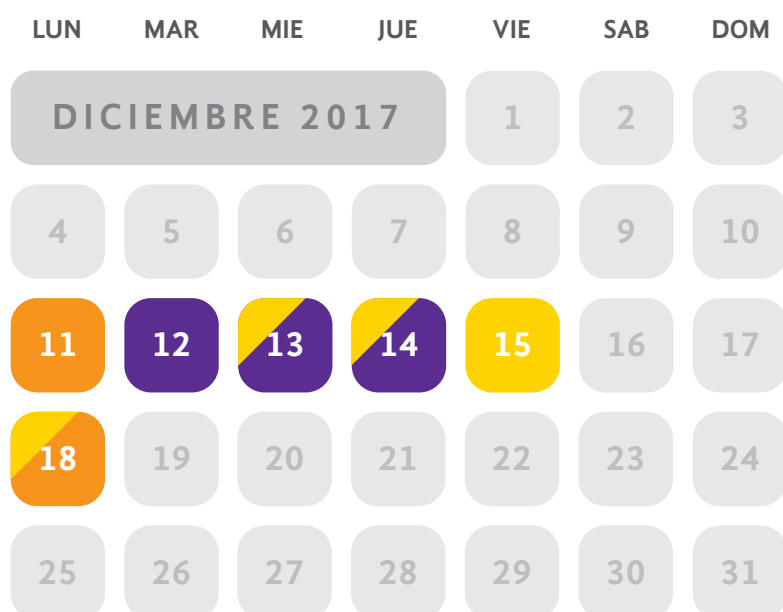 LUN MAR MIE JUE VIE SAB DOM
DICIEMBRE 2017 1 2 3
4 5 6 7 8 9 10
11 12 13 14 15 16 17
18 19 20 21 22 23 24
25 26 27 28 29 30 31